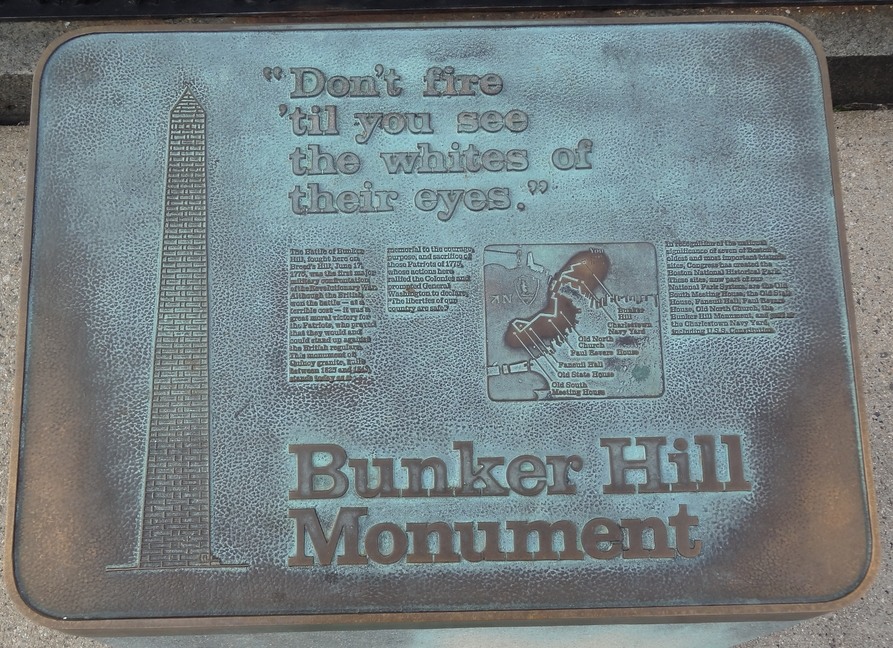 "Don't fire
'til you see
the whites of
their eyes."
The Battle of Bunker
Hill, fought here on
Breed's Hill, June 17,
1775, was the first major
military confrontation
of the Revolutionary War.
Although the British
won the battle — at a
terrible cost — it was a
great moral victory for
the Patriots, who proved
that they would and
could stand up against
the British regulars.
This monument of
Quincy granite, built
between 1825 and
stands today as a
memorial to the courage,
purpose, and sacrifice of
those Patriots of 1775,
whose actions here
rallied the Colonies and
prompted General
Washington to declare,
"The liberties of our
country are safe."
You
N
Bunker
Hill
Charlestown
Navy Yard
Old North
Church
Paul Revere House
Faneuil Hall
Old State House
Old South
Meeting House
In recognition of the national
significance of seven of Boston's
oldest and most important historic
sites, Congress has created the
Boston National Historical Park.
These sites, now part of our
National Park System, are the Old
South Meeting House, the Old State
House, Faneuil Hall, Paul Revere
House, Old North Church, the
Bunker Hill Monument, and part of
the Charlestown Navy Yard,
including U.S.S. Constitution.
Bunker Hill
Monument